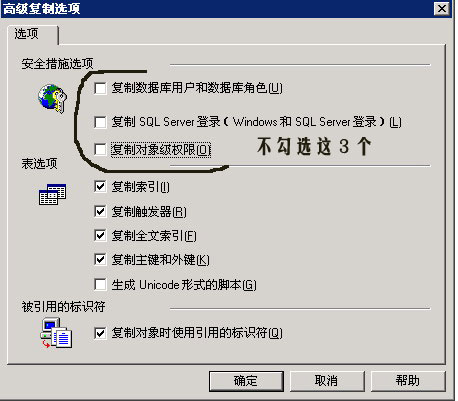 高级复制选项
选项
安全措施选项
复制数据库用户和数据库角色(U)
复制 SQL Server 登录（Windows 和 SQL Server 登录）(L)
复制对象级权限(O)
不勾选这 3 个
表选项
复制索引(I)
复制触发器(R)
复制全文索引(F)
复制主键和外键(K)
生成 Unicode 形式的脚本(G)
被引用的标识符
复制对象时使用引用的标识符(Q)
确定
取消
帮助